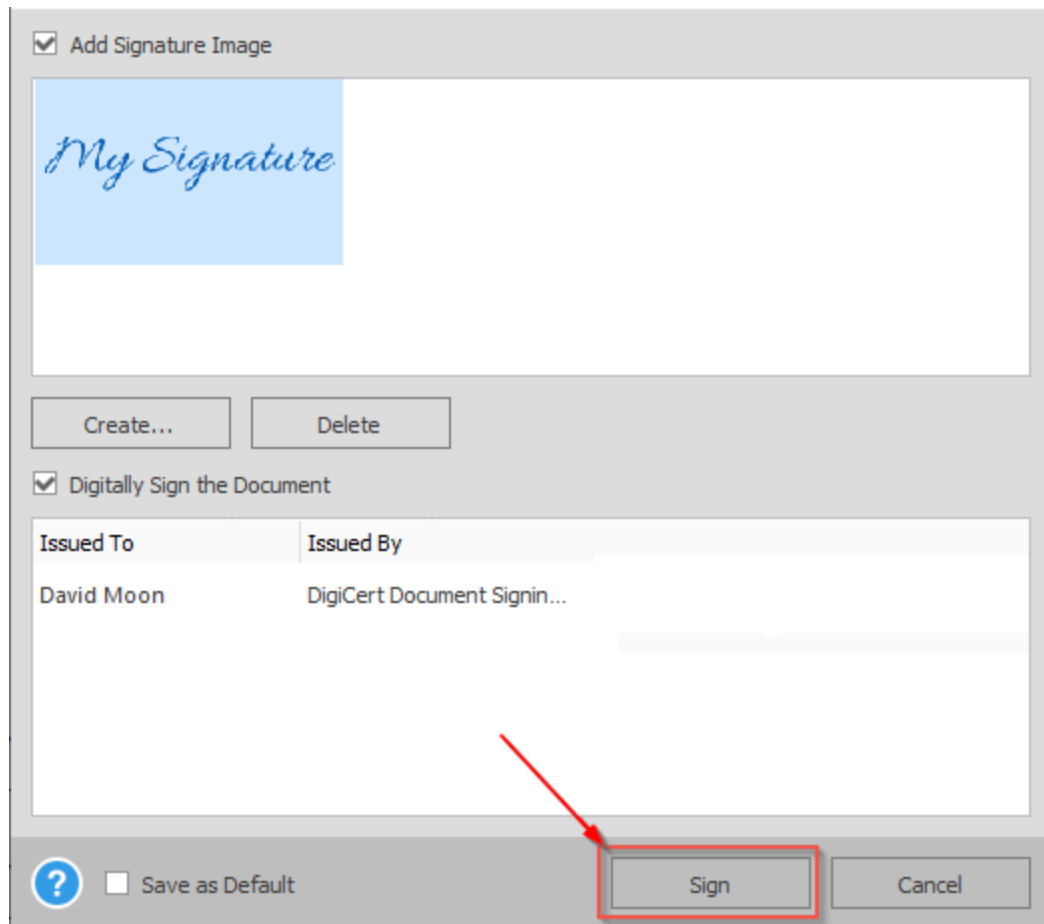 Add Signature Image
My Signature
Create... Delete
Digitally Sign the Document
Issued To Issued By
David Moon DigiCert Document Signin...
? Save as Default Sign Cancel